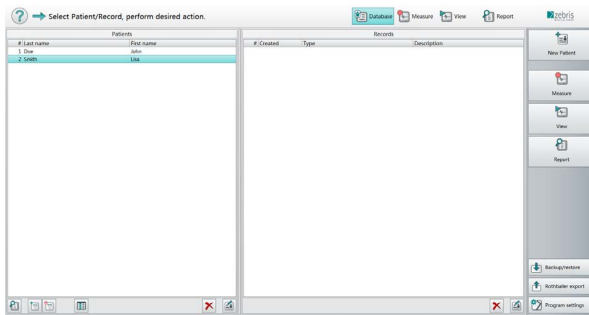 Select Patient/Record, perform desired action.
Database
Measure
View
Report
zebris
Patients
Records
# Last name First name
# Created Type Description
1 Doe John
2 Smith Lisa
New Patient
Measure
View
Report
Backup/restore
Rothballer export
Program settings